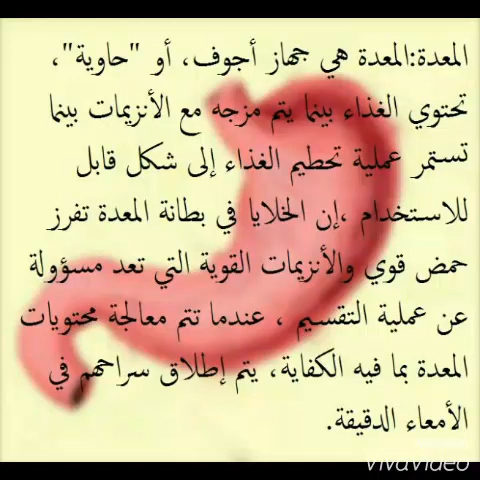 المعدة:المعدة هي جهاز أجوف، أو "حاوية"،
تحتوي الغذاء بينما يتم مزجه مع الأنزيمات بينما
تستمر عملية تحطيم الغذاء إلى شكل قابل
للاستخدام ،إن الخلايا في بطانة المعدة تفرز
حمض قوي والأنزيمات القوية التي تعد مسؤولة
عن عملية التقسيم ، عندما تتم معالجة محتويات
المعدة بما فيه الكفاية، يتم إطلاق سراحهم في
الأمعاء الدقيقة.
VivaVideo